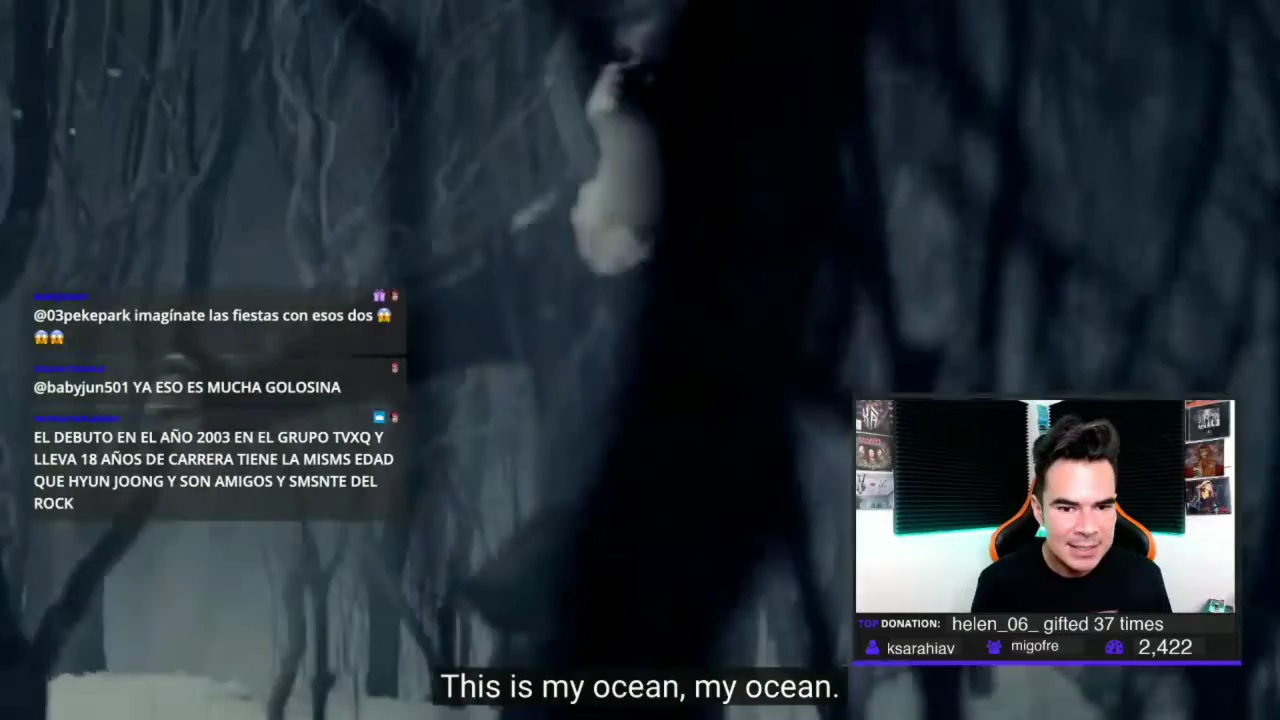 @03pekepark imagínate las fiestas con esos dos 😱
😱😱
@babyjun501 YA ESO ES MUCHA GOLOSINA
EL DEBUTO EN EL AÑO 2003 EN EL GRUPO TVXQ Y
LLEVA 18 AÑOS DE CARRERA TIENE LA MISMS EDAD
QUE HYUN JOONG Y SON AMIGOS Y SMSNTE DEL
ROCK
TOP DONATION: helen_06_ gifted 37 times
ksarahiav migofre 2,422
This is my ocean, my ocean.